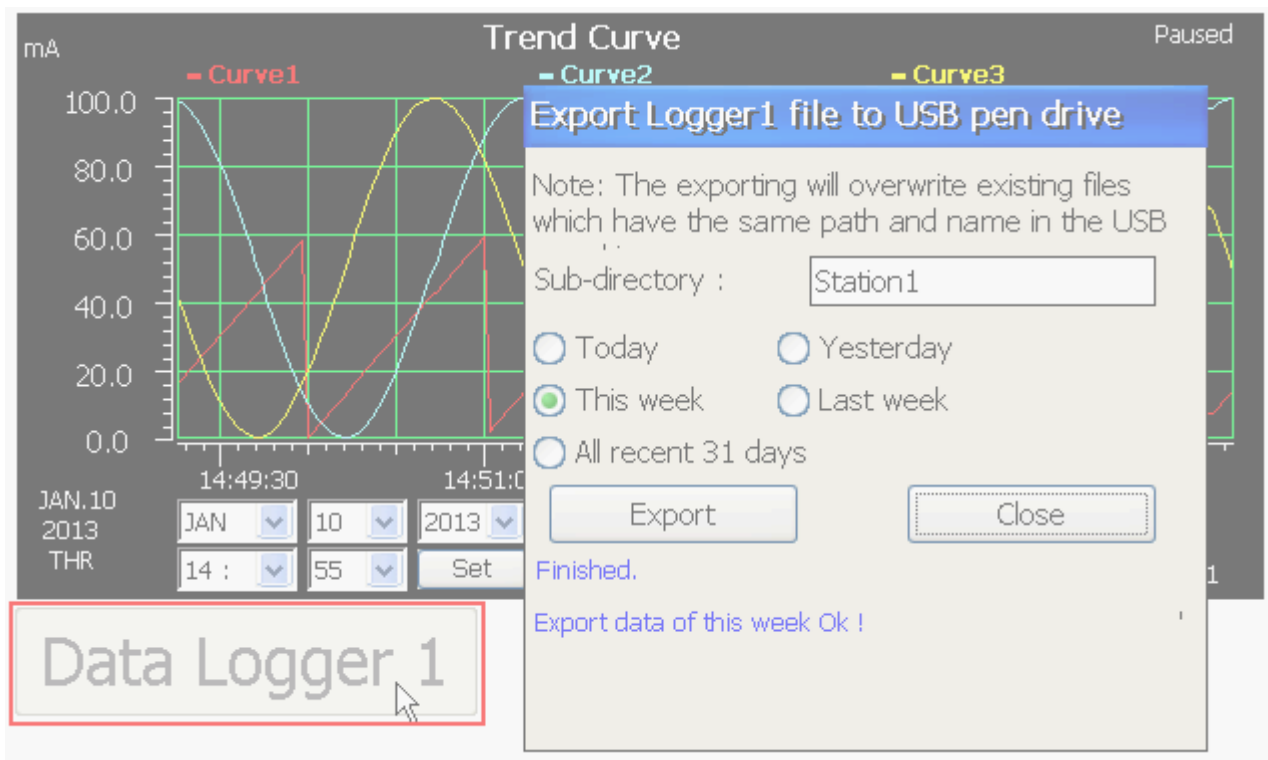 mA
Trend Curve
Paused
Curve1
Curve2
Curve3
100.0
80.0
60.0
40.0
20.0
0.0
14:49:30
14:51:0
JAN.10
2013
THR
JAN
10
2013
14 :
55
Set
1
Export Logger1 file to USB pen drive
Note: The exporting will overwrite existing files
which have the same path and name in the USB
Sub-directory :
Station1
Today
Yesterday
This week
Last week
All recent 31 days
Export
Close
Finished.
Export data of this week Ok !
Data Logger 1